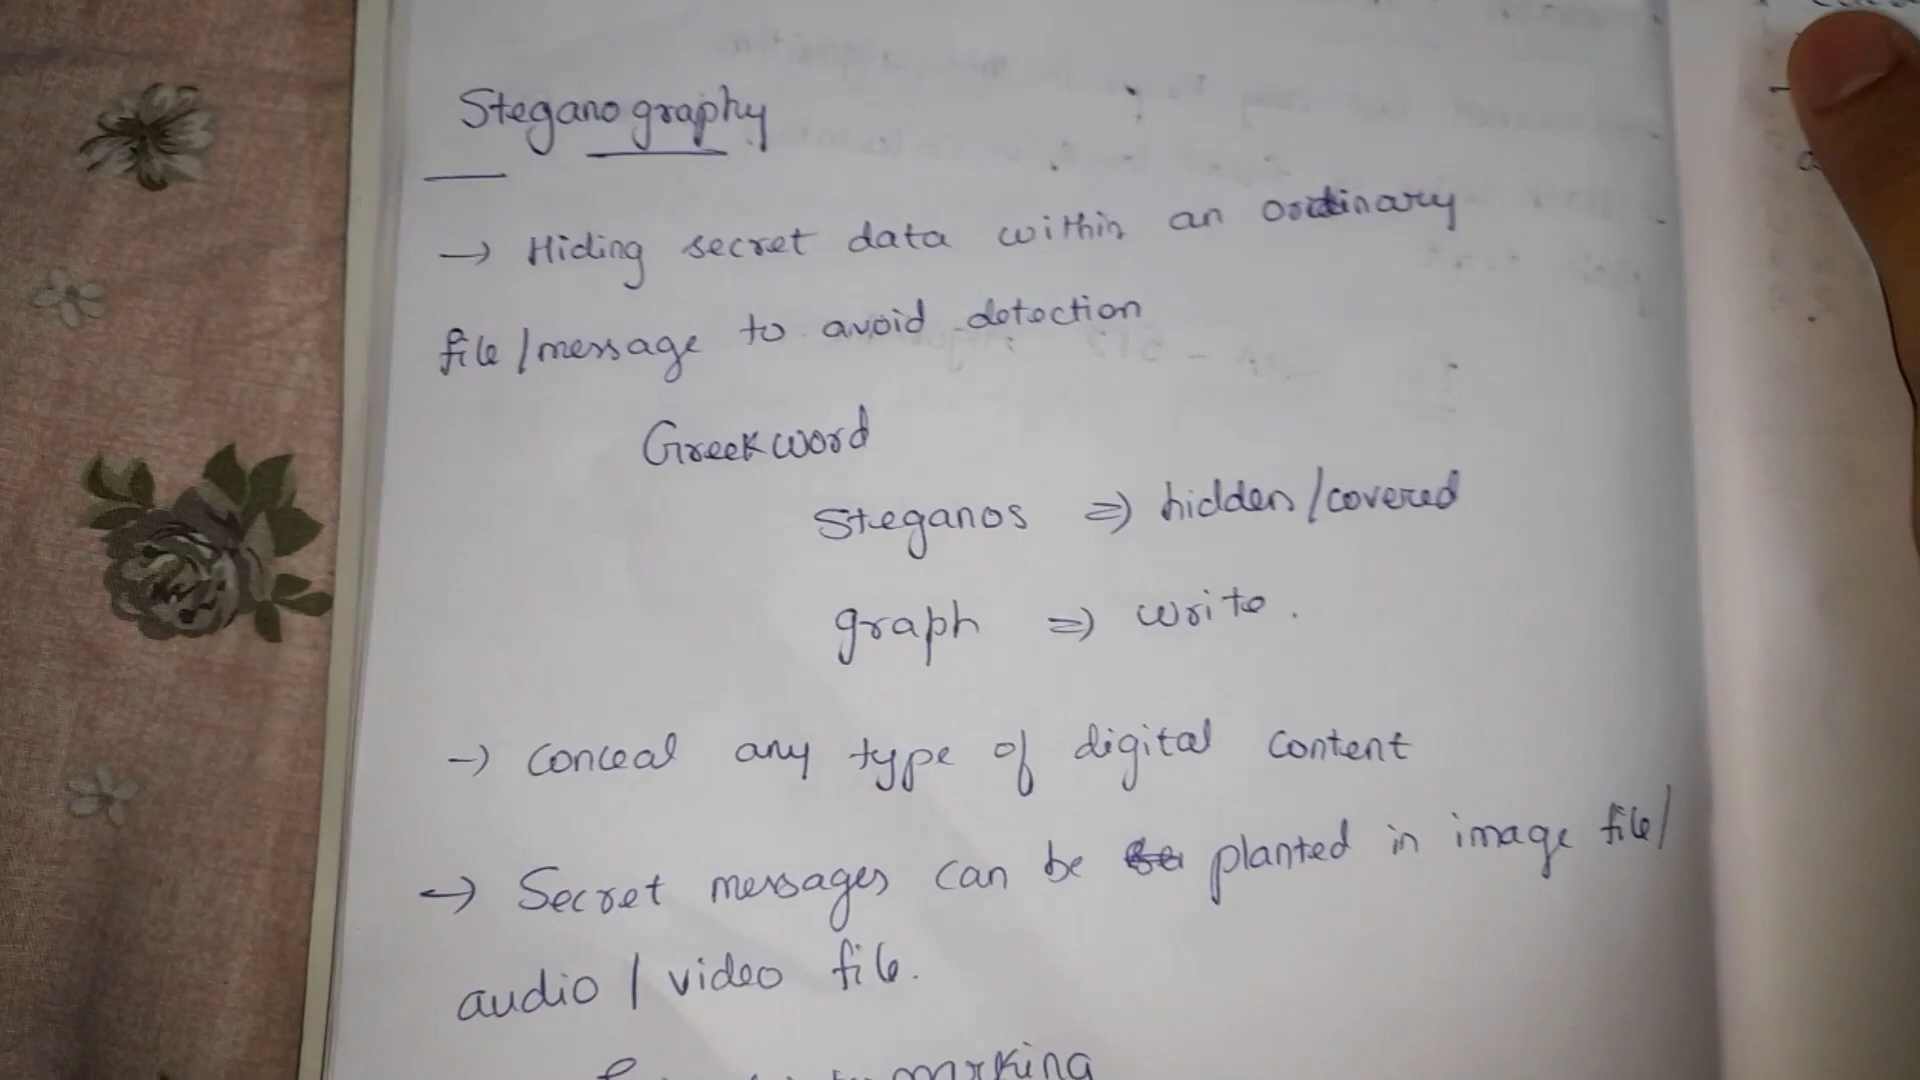 Steganography
→ Hiding secret data within an ordinary
file / message to avoid detection
Greek word
Steganos ⇒ hidden / covered
graph ⇒ write.
→ Conceal any type of digital content
→ Secret messages can be planted in image file /
audio / video file.